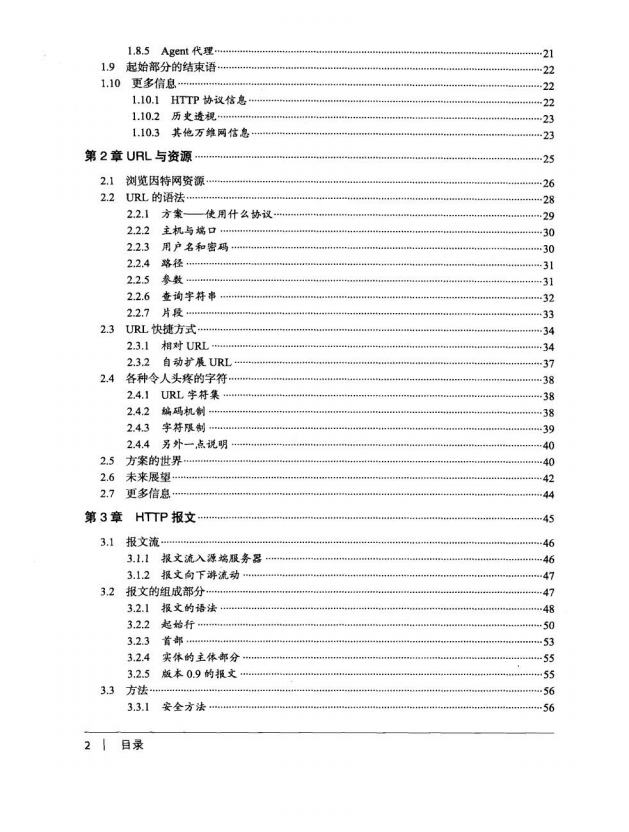 1.8.5 Agent 代理……21
1.9 起始部分的结束语……22
1.10 更多信息……22
1.10.1 HTTP 协议信息……22
1.10.2 历史透视……23
1.10.3 其他万维网信息……23
第 2 章 URL 与资源……25
2.1 浏览因特网资源……26
2.2 URL 的语法……28
2.2.1 方案——使用什么协议……29
2.2.2 主机与端口……30
2.2.3 用户名和密码……30
2.2.4 路径……31
2.2.5 参数……31
2.2.6 查询字符串……32
2.2.7 片段……33
2.3 URL 快捷方式……34
2.3.1 相对 URL……34
2.3.2 自动扩展 URL……37
2.4 各种令人头疼的字符……38
2.4.1 URL 字符集……38
2.4.2 编码机制……38
2.4.3 字符限制……39
2.4.4 另外一点说明……40
2.5 方案的世界……40
2.6 未来展望……42
2.7 更多信息……44
第 3 章 HTTP 报文……45
3.1 报文流……46
3.1.1 报文流入源端服务器……46
3.1.2 报文向下游流动……47
3.2 报文的组成部分……47
3.2.1 报文的语法……48
3.2.2 起始行……50
3.2.3 首部……53
3.2.4 实体的主体部分……55
3.2.5 版本 0.9 的报文……55
3.3 方法……56
3.3.1 安全方法……56
2 | 目录